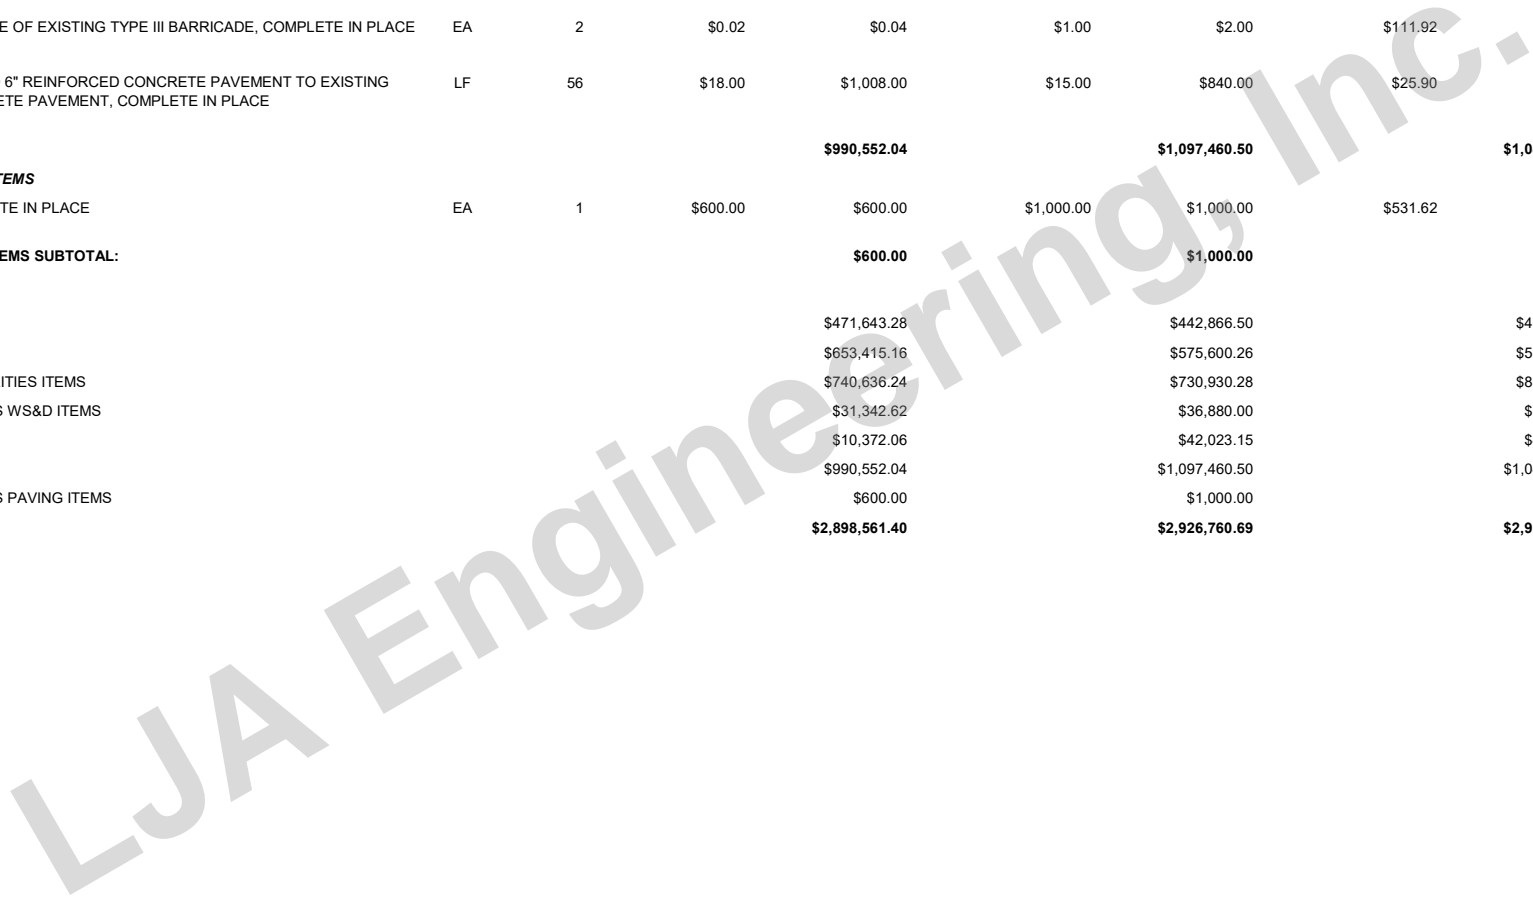 E OF EXISTING TYPE III BARRICADE, COMPLETE IN PLACE EA 2 $0.02 $0.04 $1.00 $2.00 $111.92
6" REINFORCED CONCRETE PAVEMENT TO EXISTING LF 56 $18.00 $1,008.00 $15.00 $840.00 $25.90
ETE PAVEMENT, COMPLETE IN PLACE
$990,552.04 $1,097,460.50 $1,0
TEMS
TE IN PLACE EA 1 $600.00 $600.00 $1,000.00 $1,000.00 $531.62
EMS SUBTOTAL: $600.00 $1,000.00
$471,643.28 $442,866.50 $4
$653,415.16 $575,600.26 $5
ITIES ITEMS $740,636.24 $730,930.28 $8
S WS&D ITEMS $31,342.62 $36,880.00 $
$10,372.06 $42,023.15 $
$990,552.04 $1,097,460.50 $1,0
S PAVING ITEMS $600.00 $1,000.00
$2,898,561.40 $2,926,760.69 $2,9
LJA Engineering, Inc.